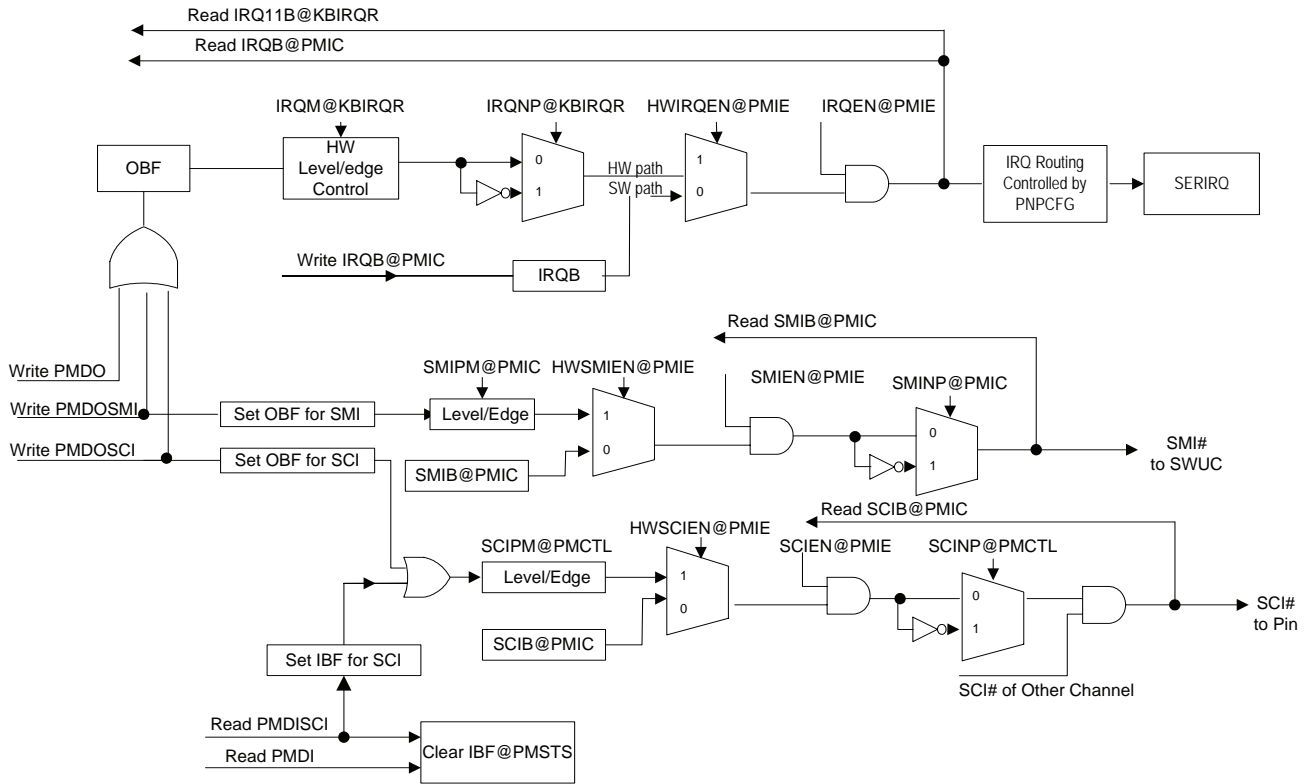 Read IRQ11B@KBIRQR
Read IRQB@PMIC
IRQM@KBIRQR
IRQNP@KBIRQR
HWIRQEN@PMIE
IRQEN@PMIE
OBF
HW
Level/edge
Control
0
1
HW path
SW path
1
0
IRQ Routing
Controlled by
PNPCFG
SERIRQ
Write IRQB@PMIC
IRQB
Read SMIB@PMIC
Write PMDO
SMIPM@PMIC
HWSMIEN@PMIE
SMIEN@PMIE
SMINP@PMIC
Write PMDOSMI
Set OBF for SMI
Level/Edge
1
0
0
1
SMI#
to SWUC
Write PMDOSCI
Set OBF for SCI
SMIB@PMIC
Read SCIB@PMIC
HWSCIEN@PMIE
SCIPM@PMCTL
SCIEN@PMIE
SCINP@PMCTL
Level/Edge
1
0
0
1
SCI#
to Pin
SCIB@PMIC
Set IBF for SCI
SCI# of Other Channel
Read PMDISCI
Read PMDI
Clear IBF@PMSTS